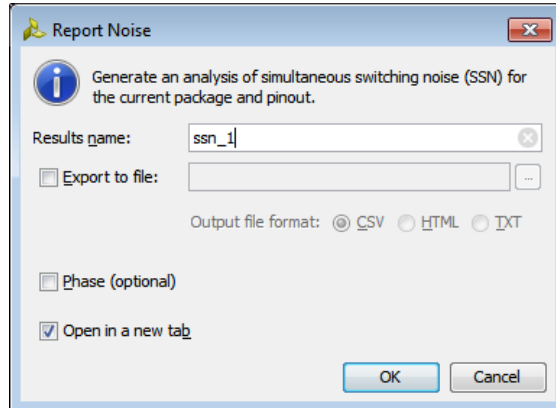 Report Noise
Generate an analysis of simultaneous switching noise (SSN) for
the current package and pinout.
Results name: ssn_1
Export to file: ...
Output file format: CSV HTML TXT
Phase (optional)
Open in a new tab
OK Cancel